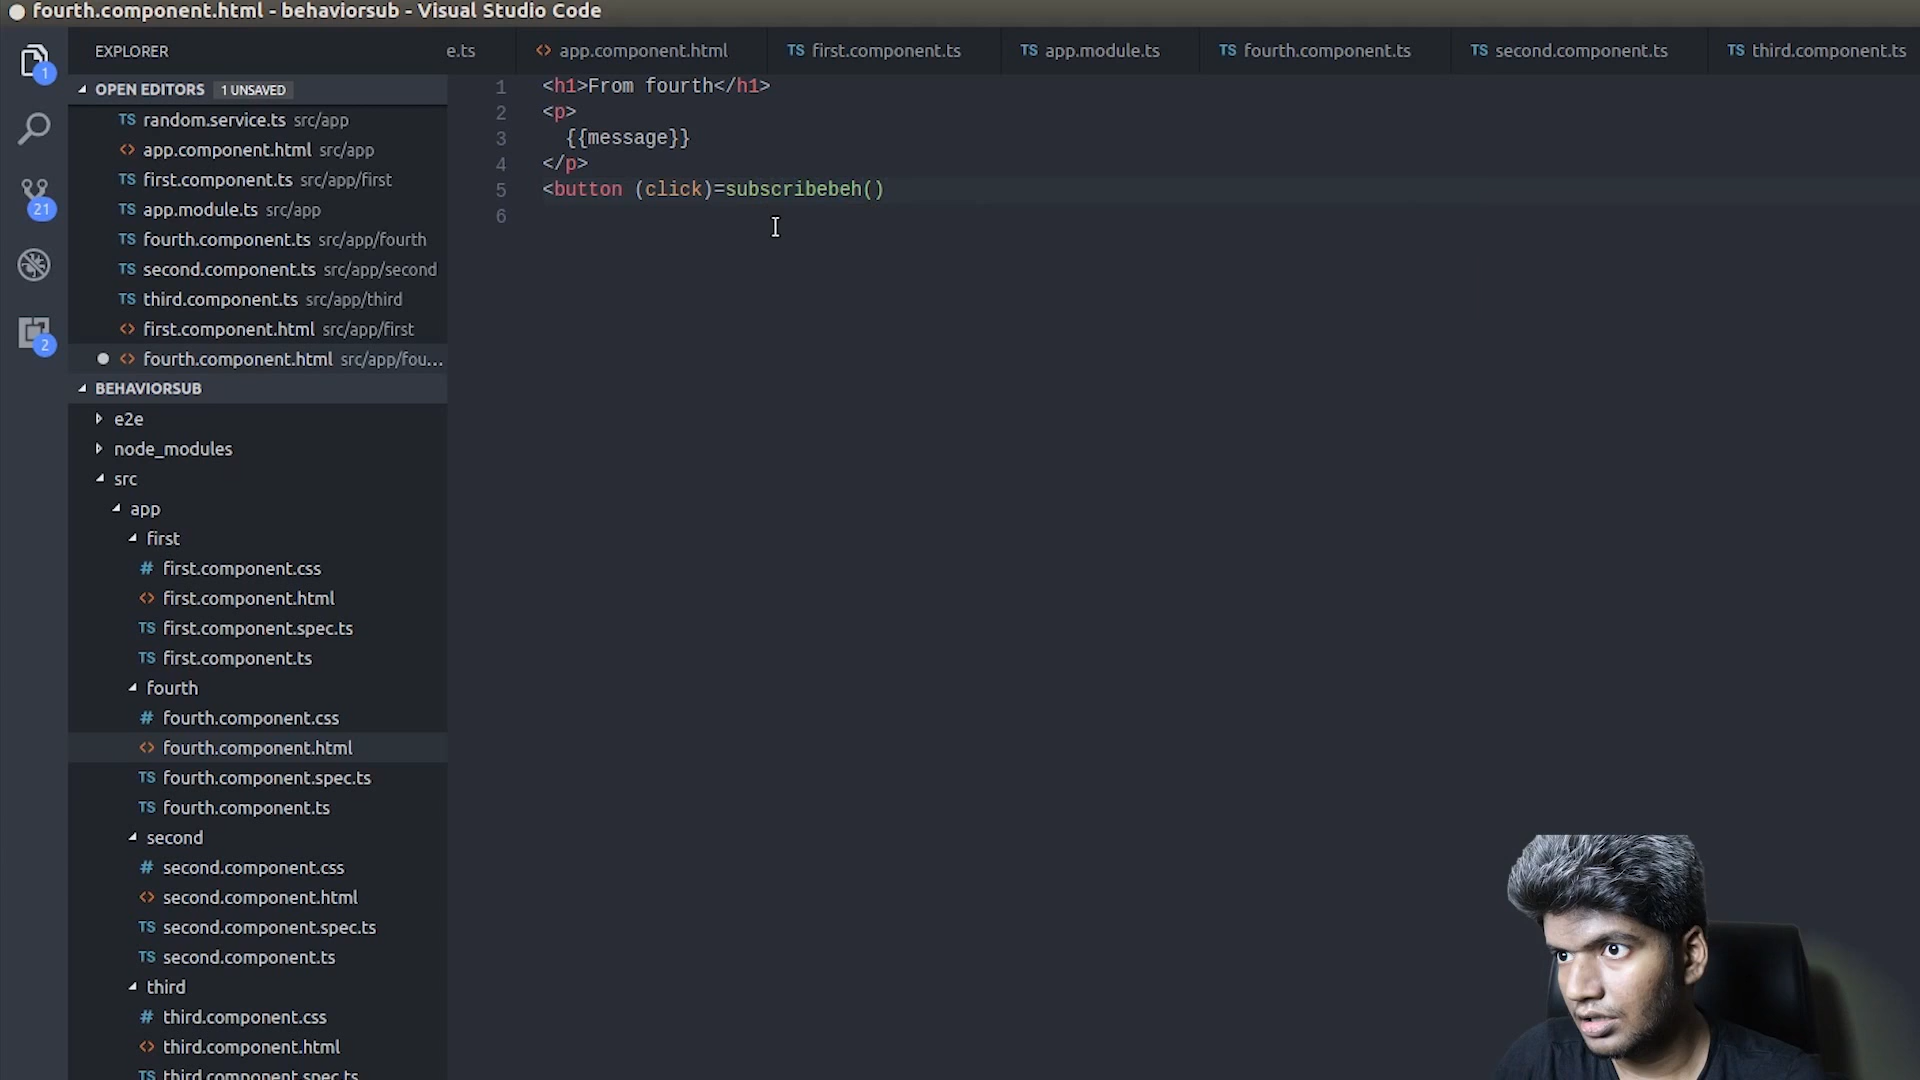 fourth.component.html - behaviorsub - Visual Studio Code
EXPLORER
e.ts
<> app.component.html
TS first.component.ts
TS app.module.ts
TS fourth.component.ts
TS second.component.ts
TS third.component.ts
1
21
2
OPEN EDITORS 1 UNSAVED
TS random.service.ts src/app
<> app.component.html src/app
TS first.component.ts src/app/first
TS app.module.ts src/app
TS fourth.component.ts src/app/fourth
TS second.component.ts src/app/second
TS third.component.ts src/app/third
<> first.component.html src/app/first
<> fourth.component.html src/app/fou...
BEHAVIORSUB
e2e
node_modules
src
app
first
# first.component.css
<> first.component.html
TS first.component.spec.ts
TS first.component.ts
fourth
# fourth.component.css
<> fourth.component.html
TS fourth.component.spec.ts
TS fourth.component.ts
second
# second.component.css
<> second.component.html
TS second.component.spec.ts
TS second.component.ts
third
# third.component.css
<> third.component.html
TS third.component.spec.ts
1 <h1>From fourth</h1>
2 <p>
3 {{message}}
4 </p>
5 <button (click)=subscribebeh()
6